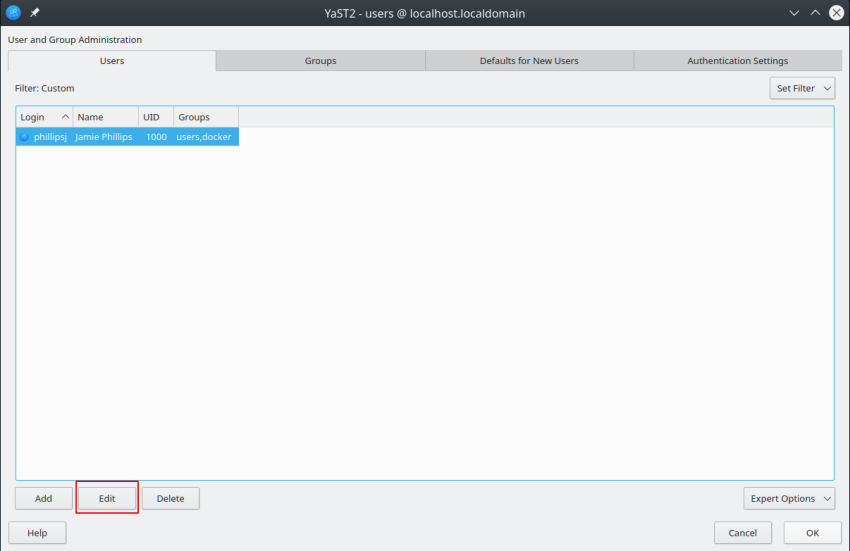 YaST2 - users @ localhost.localdomain
User and Group Administration
Users Groups Defaults for New Users Authentication Settings
Filter: Custom Set Filter
Login Name UID Groups
phillipsj Jamie Phillips 1000 users,docker
Add Edit Delete Expert Options
Help Cancel OK